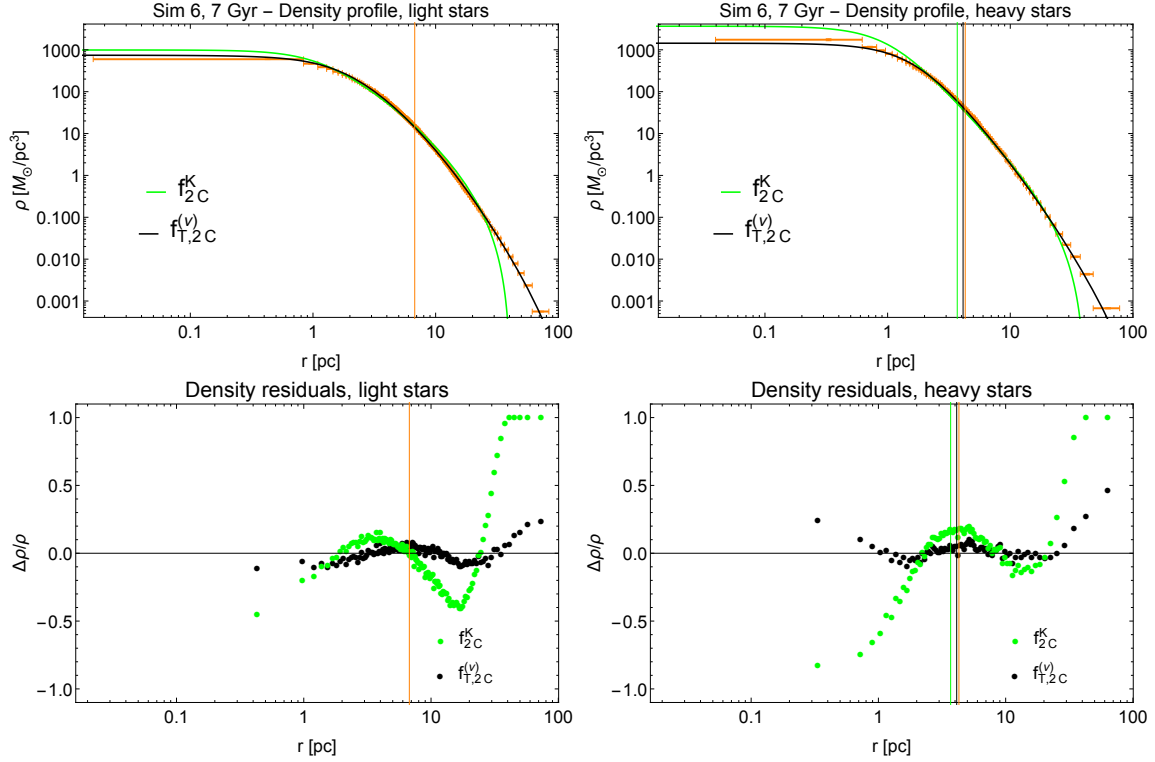 Sim 6, 7 Gyr – Density profile, light stars
ρ [M⊙/pc³]
1000
100
10
1
0.100
0.010
0.001
f^K_2C
f^(ν)_T,2C
0.1 1 10 100
r [pc]
Sim 6, 7 Gyr – Density profile, heavy stars
ρ [M⊙/pc³]
1000
100
10
1
0.100
0.010
0.001
f^K_2C
f^(ν)_T,2C
0.1 1 10 100
r [pc]
Density residuals, light stars
Δρ/ρ
1.0
0.5
0.0
−0.5
−1.0
f^K_2C
f^(ν)_T,2C
0.1 1 10 100
r [pc]
Density residuals, heavy stars
Δρ/ρ
1.0
0.5
0.0
−0.5
−1.0
f^K_2C
f^(ν)_T,2C
0.1 1 10 100
r [pc]